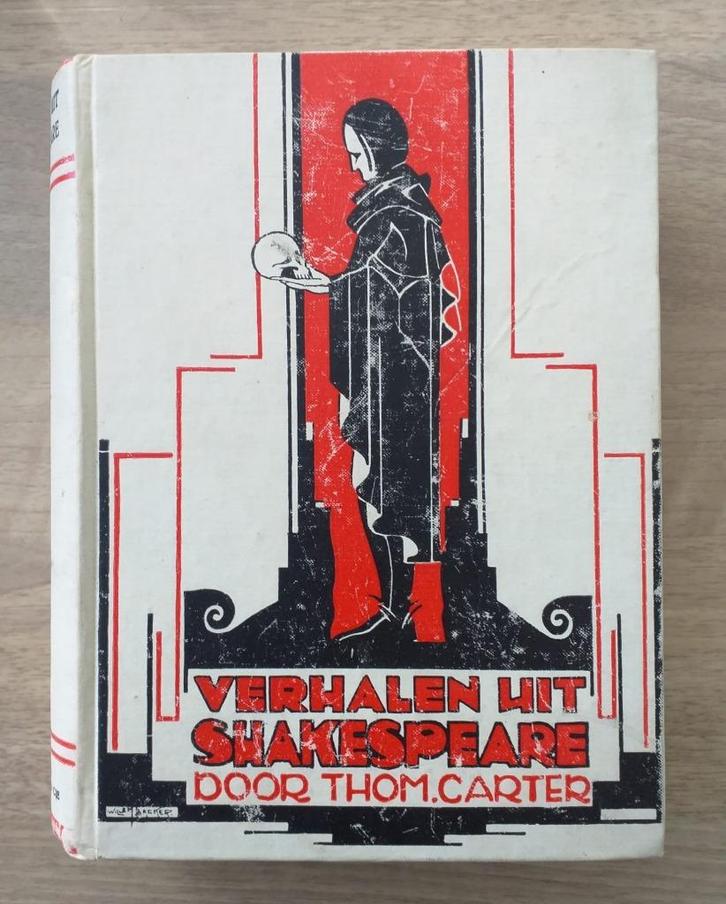 VERHALEN UIT
SHAKESPEARE
DOOR THOM. CARTER